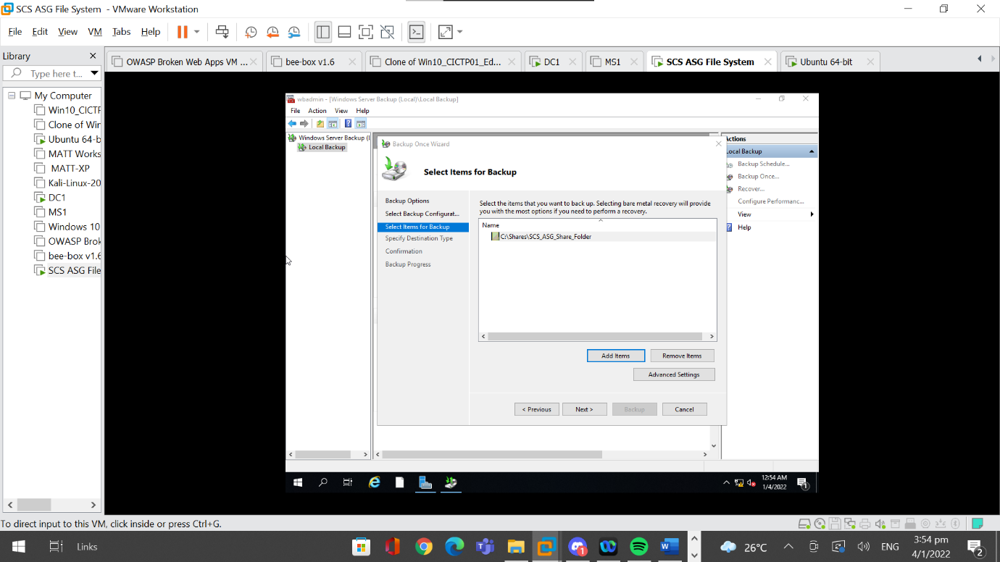 SCS ASG File System - VMware Workstation
File Edit View VM Tabs Help
Library
Type here t...
My Computer
Win10_CICTF
Clone of Wir
Ubuntu 64-b
MATT Works
MATT-XP
Kali-Linux-20
DC1
MS1
Windows 10
OWASP Brok
bee-box v1.6
SCS ASG File
OWASP Broken Web Apps VM ...
bee-box v1.6
Clone of Win10_CICTP01_Ed...
DC1
MS1
SCS ASG File System
Ubuntu 64-bit
wbadmin - [Windows Server Backup (Local)\Local Backup]
File Action View Help
Windows Server Backup (L
Local Backup
Backup Once Wizard
Select Items for Backup
Backup Options
Select Backup Configurat...
Select Items for Backup
Specify Destination Type
Confirmation
Backup Progress
Select the items that you want to back up. Selecting bare metal recovery will provide
you with the most options if you need to perform a recovery.
Name
C:\Shares\SCS_ASG_Share_Folder
Add Items
Remove Items
Advanced Settings
< Previous
Next >
Backup
Cancel
Actions
Local Backup
Backup Schedule...
Backup Once...
Recover...
Configure Performanc...
View
Help
12:54 AM
1/4/2022
1
To direct input to this VM, click inside or press Ctrl+G.
Links
1
26°C
ENG
3:54 pm
4/1/2022
2